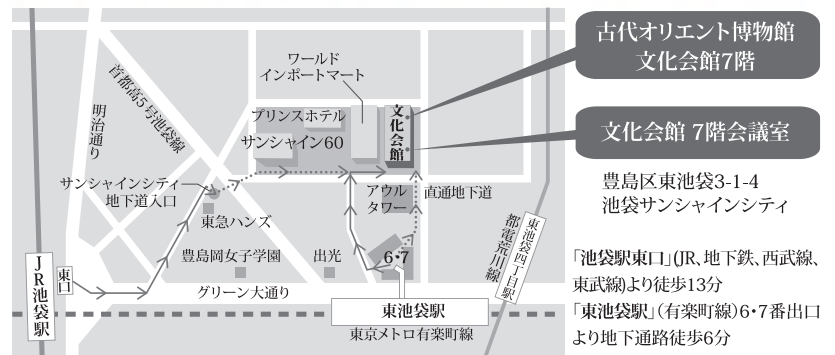 古代オリエント博物館
文化会館7階
文化会館 7階会議室
豊島区東池袋3-1-4
池袋サンシャインシティ
「池袋駅東口」(JR、地下鉄、西武線、
東武線)より徒歩13分
「東池袋駅」(有楽町線)6・7番出口
より地下通路徒歩6分
ワールド
インポートマート
首都高5号池袋線
明治通り
プリンスホテル
サンシャイン60
文化会館
サンシャインシティ
地下道入口
東急ハンズ
アウル
タワー
直通地下道
豊島岡女子学園
出光
6・7
都電荒川線
東池袋四丁目駅
JR池袋駅
東口
グリーン大通り
東池袋駅
東京メトロ有楽町線